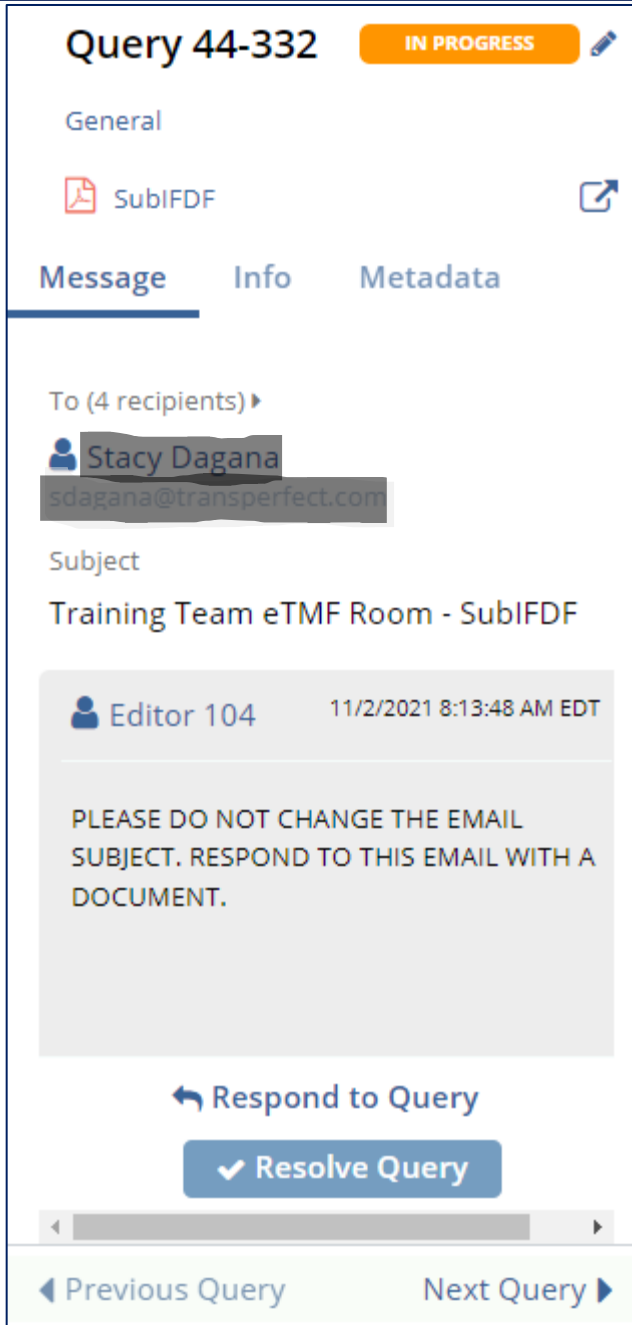 Query 44-332 IN PROGRESS
General
SubIFDF
Message Info Metadata
To (4 recipients)
Stacy Dagana
sdagana@transperfect.com
Subject
Training Team eTMF Room - SubIFDF
Editor 104 11/2/2021 8:13:48 AM EDT
PLEASE DO NOT CHANGE THE EMAIL
SUBJECT. RESPOND TO THIS EMAIL WITH A
DOCUMENT.
Respond to Query
Resolve Query
Previous Query Next Query